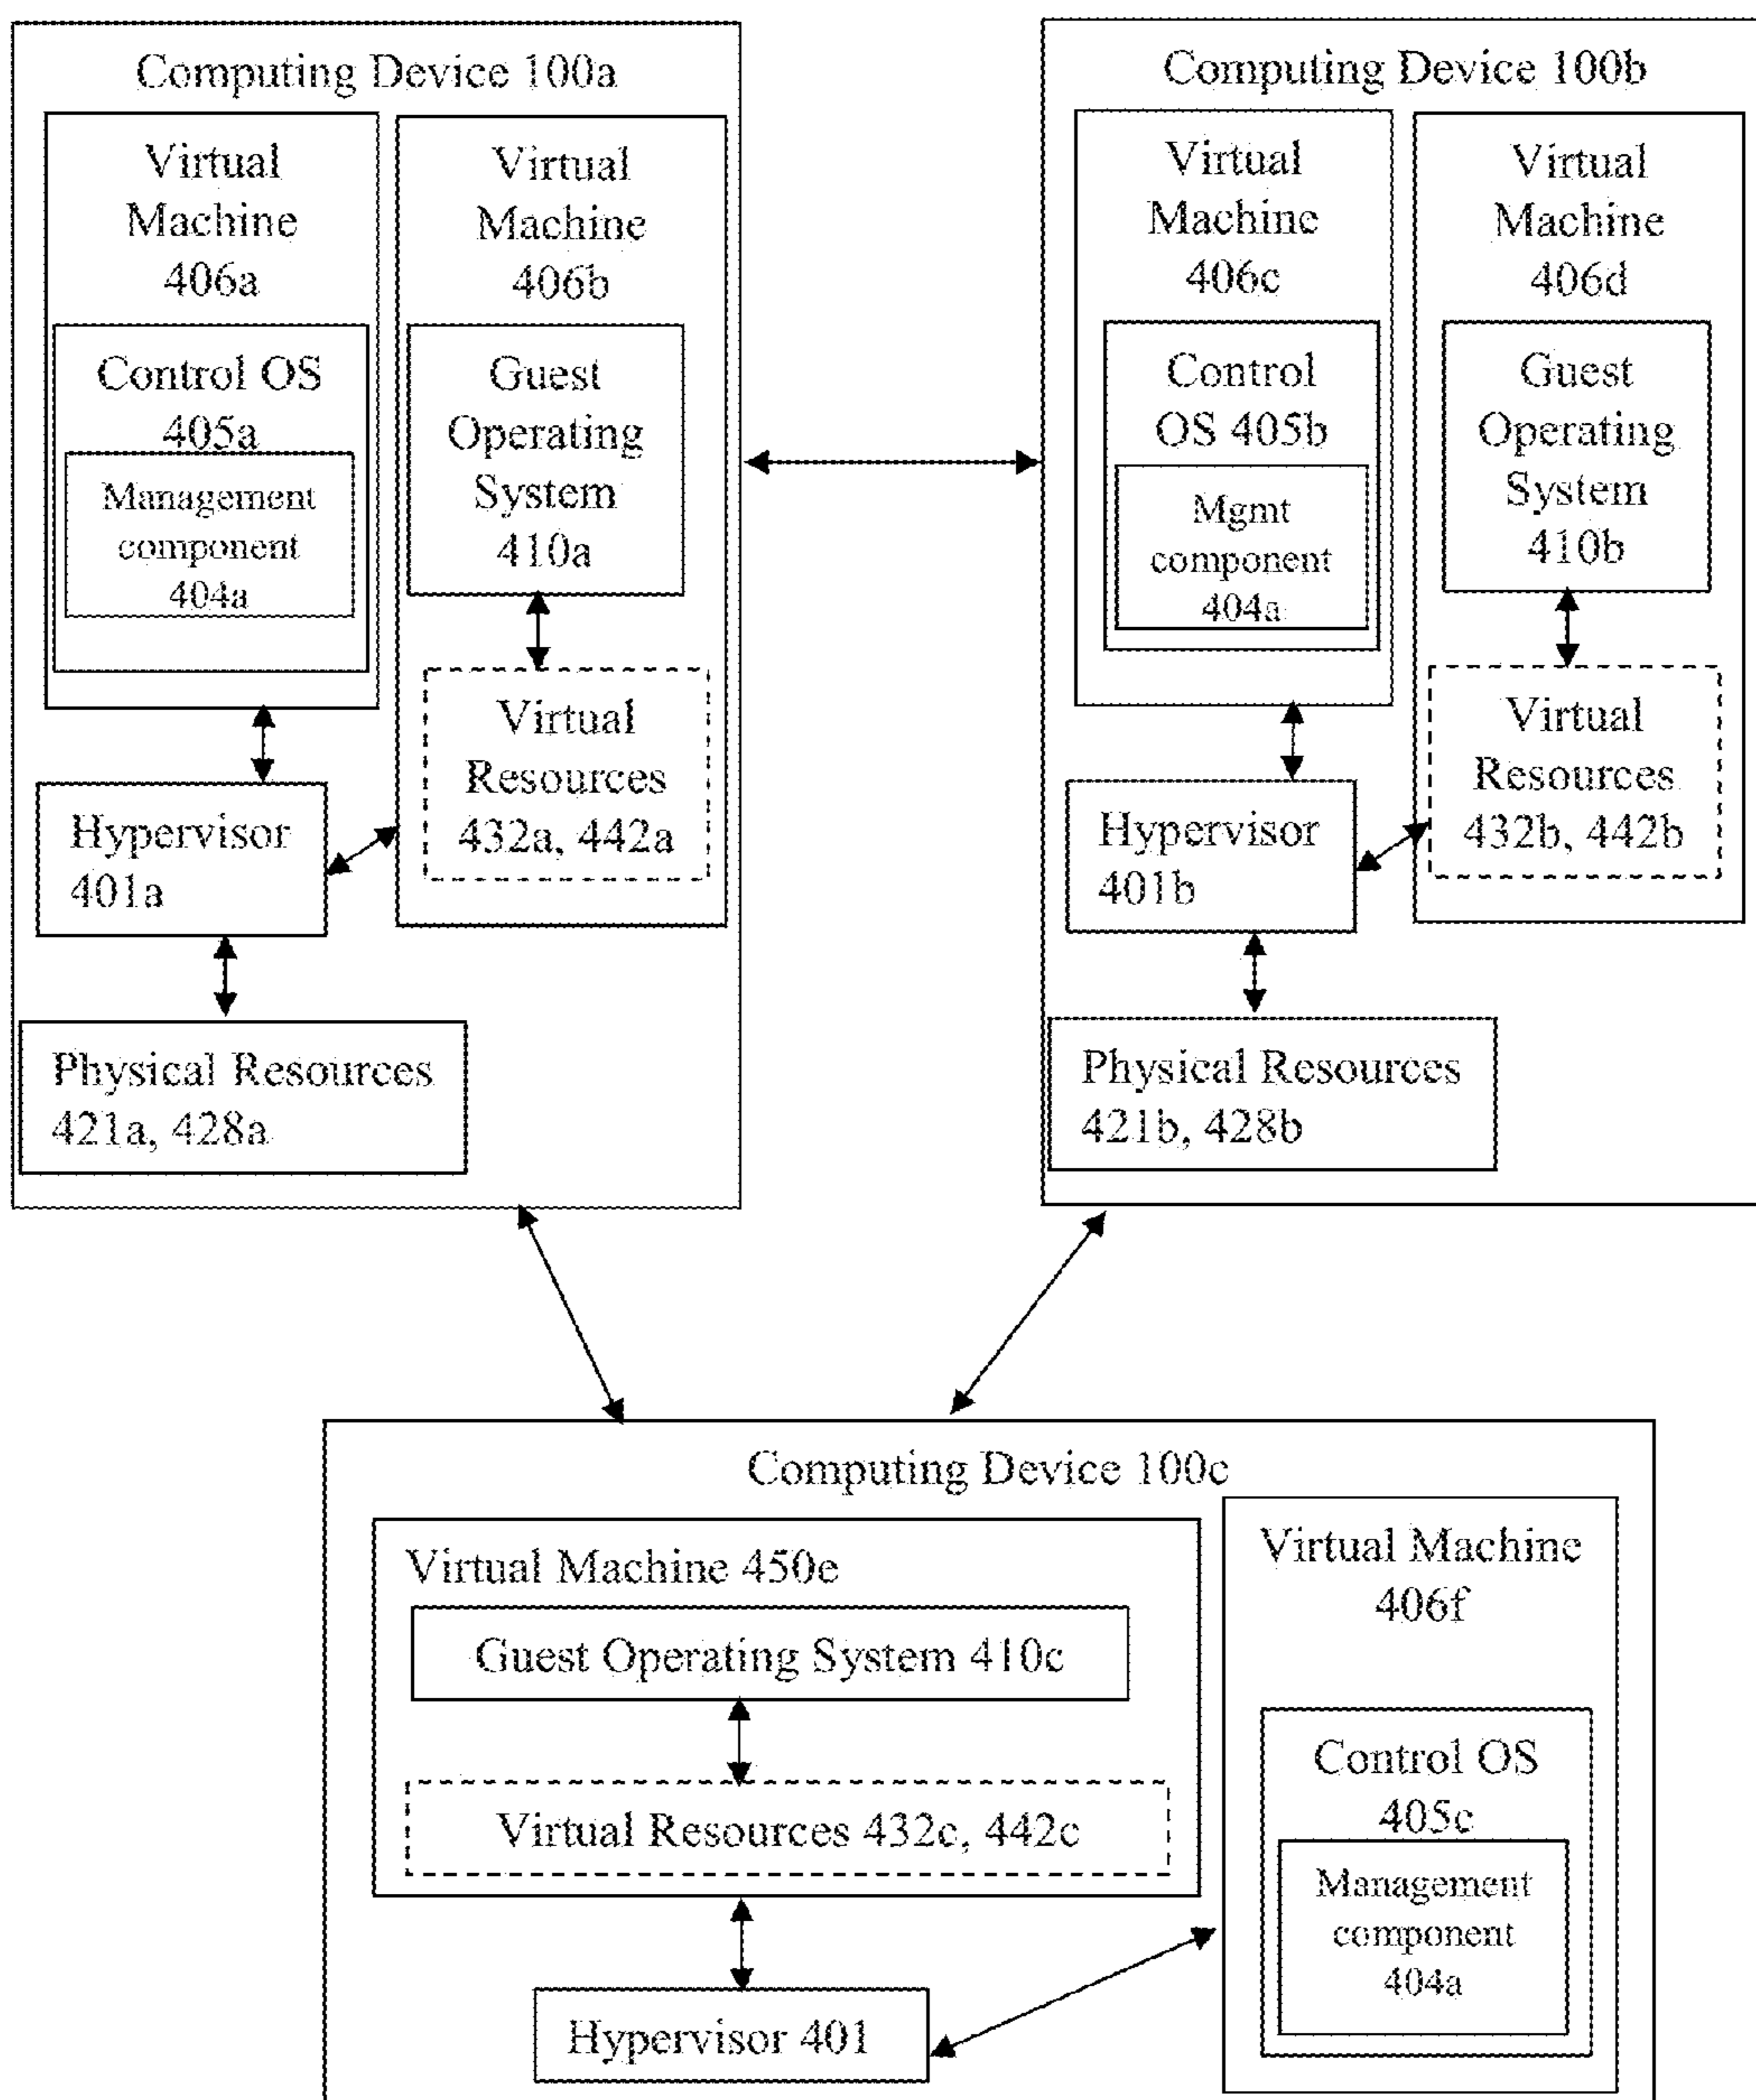 Computing Device 100a
Virtual
Machine
406a
Control OS
405a
Management
component
404a
Virtual
Machine
406b
Guest
Operating
System
410a
Virtual
Resources
432a, 442a
Hypervisor
401a
Physical Resources
421a, 428a
Computing Device 100b
Virtual
Machine
406c
Control
OS 405b
Mgmt
component
404a
Virtual
Machine
406d
Guest
Operating
System
410b
Virtual
Resources
432b, 442b
Hypervisor
401b
Physical Resources
421b, 428b
Computing Device 100c
Virtual Machine 450e
Guest Operating System 410c
Virtual Resources 432c, 442c
Virtual Machine
406f
Control OS
405c
Management
component
404a
Hypervisor 401